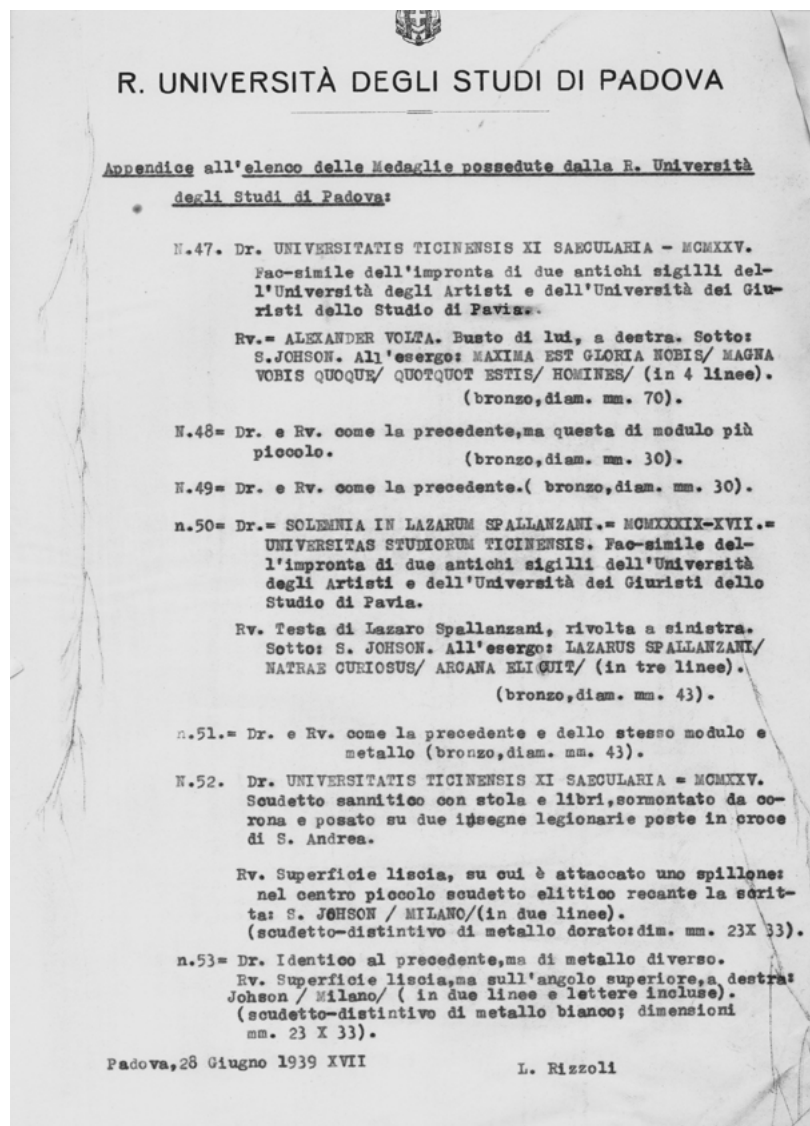 R. UNIVERSITÀ DEGLI STUDI DI PADOVA
Appendice all'elenco delle Medaglie possedute dalla R. Università
degli Studi di Padova:
N.47. Dr. UNIVERSITATIS TICINENSIS XI SAECULARIA - MCMXXV.
Fac-simile dell'impronta di due antichi sigilli del-
l'Università degli Artisti e dell'Università dei Giu-
risti dello Studio di Pavia.
Rv.= ALEXANDER VOLTA. Busto di lui, a destra. Sotto:
S.JOHSON. All'esergo: MAXIMA EST GLORIA NOBIS/ MAGNA
VOBIS QUOQUE/ QUOTQUOT ESTIS/ HOMINES/ (in 4 linee).
(bronzo,diam. mm. 70).
N.48= Dr. e Rv. come la precedente,ma questa di modulo più
piccolo. (bronzo,diam. mm. 30).
N.49= Dr. e Rv. come la precedente.( bronzo,diam. mm. 30).
n.50= Dr.= SOLEMNIA IN LAZARUM SPALLANZANI.= MCMXXXIX-XVII.=
UNIVERSITAS STUDIORUM TICINENSIS. Fac-simile del-
l'impronta di due antichi sigilli dell'Università
degli Artisti e dell'Università dei Giuristi dello
Studio di Pavia.
Rv. Testa di Lazaro Spallanzani, rivolta a sinistra.
Sotto: S. JOHSON. All'esergo: LAZARUS SPALLANZANI/
NATRAE CURIOSUS/ ARCANA ELICUIT/ (in tre linee).
(bronzo,diam. mm. 43).
n.51.= Dr. e Rv. come la precedente e dello stesso modulo e
metallo (bronzo,diam. mm. 43).
N.52. Dr. UNIVERSITATIS TICINENSIS XI SAECULARIA = MCMXXV.
Scudetto sannitico con stola e libri,sormontato da co-
rona e posato su due insegne legionarie poste in croce
di S. Andrea.
Rv. Superficie liscia, su cui è attaccato uno spillone:
nel centro piccolo scudetto elittico recante la scrit-
ta: S. JOHSON / MILANO/(in due linee).
(scudetto-distintivo di metallo dorato:dim. mm. 23X 33).
n.53= Dr. Identico al precedente,ma di metallo diverso.
Rv. Superficie liscia,ma sull'angolo superiore,a destra:
Johson / Milano/ ( in due linee e lettere incluse).
(scudetto-distintivo di metallo bianco; dimensioni
mm. 23 X 33).
Padova,28 Giugno 1939 XVII
L. Rizzoli